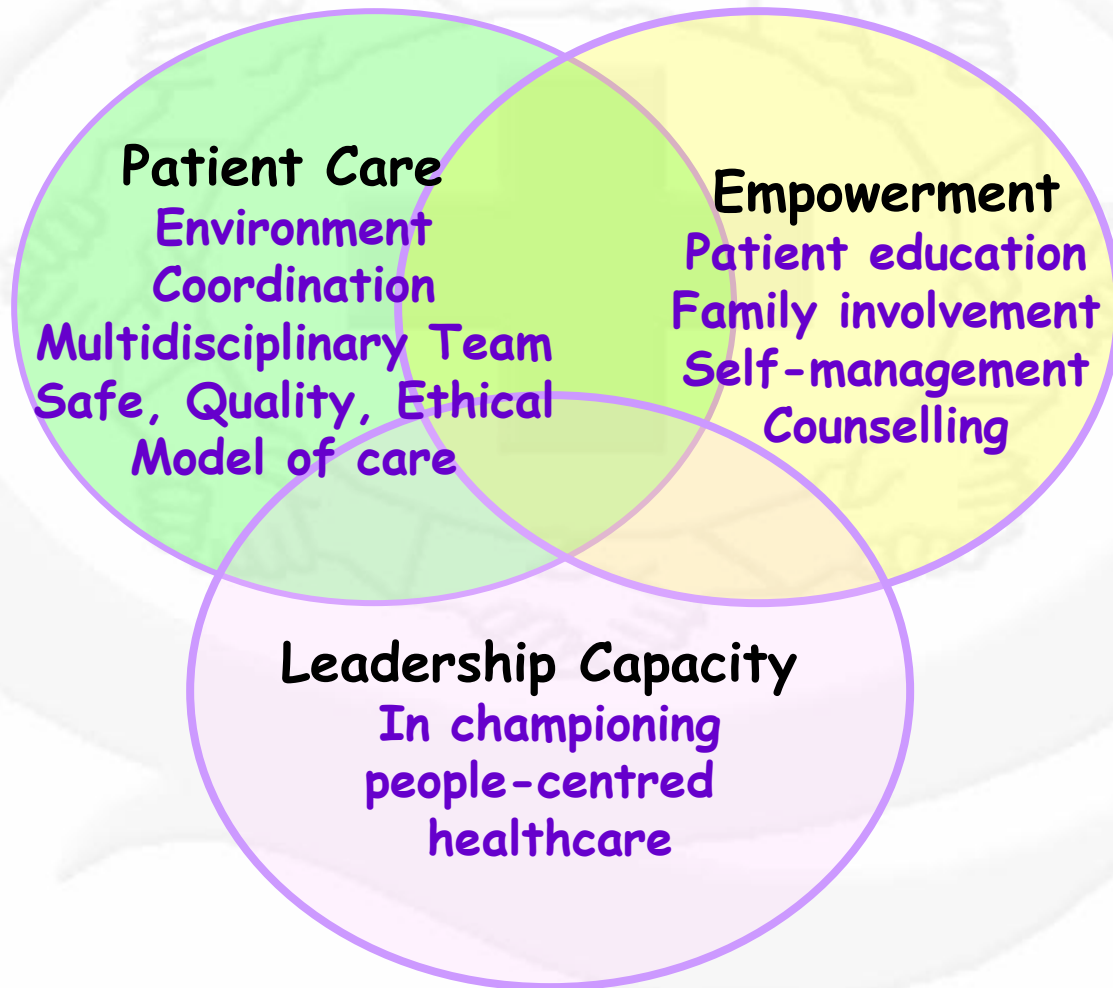 Patient Care
Environment
Coordination
Multidisciplinary Team
Safe, Quality, Ethical
Model of care
Empowerment
Patient education
Family involvement
Self-management
Counselling
Leadership Capacity
In championing
people-centred
healthcare